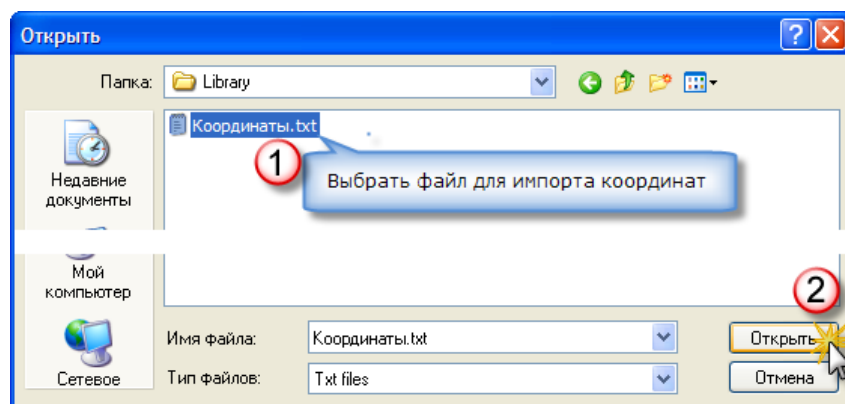 Открыть
Папка: Library
Координаты.txt
1
Выбрать файл для импорта координат
Недавние
документы
Мой
компьютер
2
Имя файла: Координаты.txt Открыть
Сетевое Тип файлов: Txt files Отмена